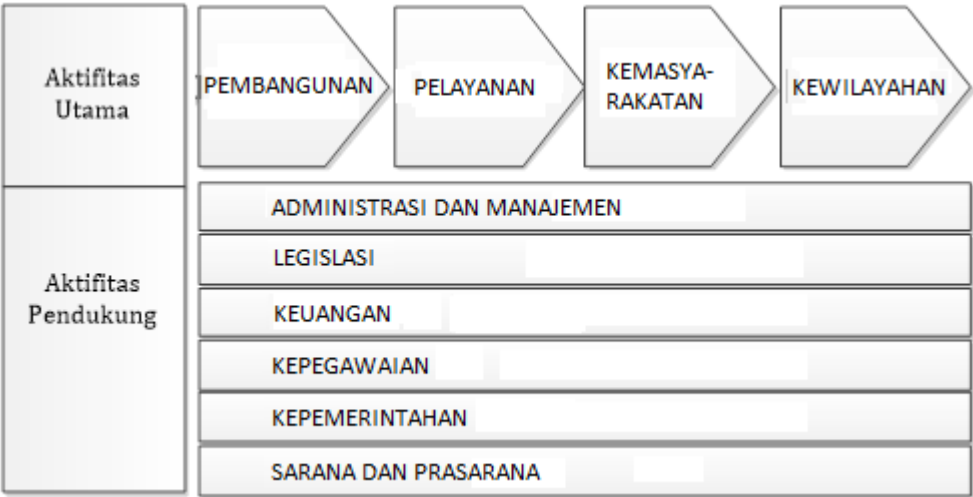 Aktifitas
Utama
PEMBANGUNAN
PELAYANAN
KEMASYA-
RAKATAN
KEWILAYAHAN
Aktifitas
Pendukung
ADMINISTRASI DAN MANAJEMEN
LEGISLASI
KEUANGAN
KEPEGAWAIAN
KEPEMERINTAHAN
SARANA DAN PRASARANA